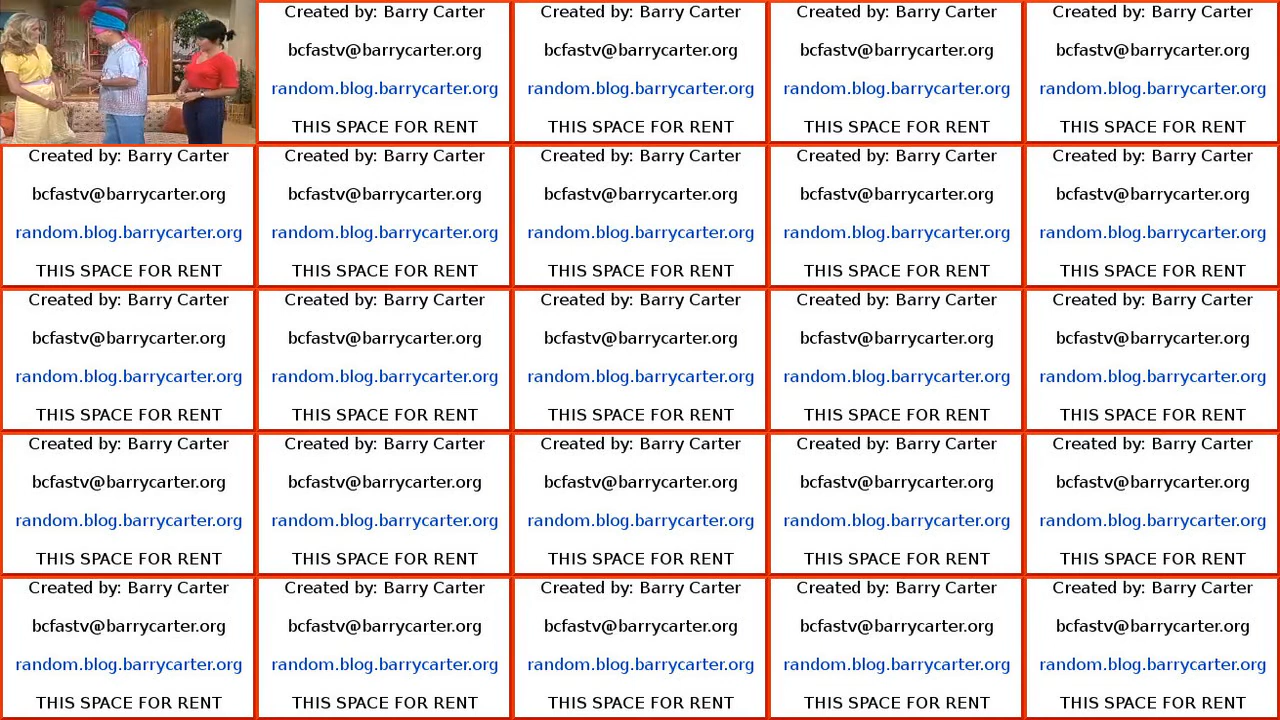 Created by: Barry Carter
bcfastv@barrycarter.org
random.blog.barrycarter.org
THIS SPACE FOR RENT
Created by: Barry Carter
bcfastv@barrycarter.org
random.blog.barrycarter.org
THIS SPACE FOR RENT
Created by: Barry Carter
bcfastv@barrycarter.org
random.blog.barrycarter.org
THIS SPACE FOR RENT
Created by: Barry Carter
bcfastv@barrycarter.org
random.blog.barrycarter.org
THIS SPACE FOR RENT
Created by: Barry Carter
bcfastv@barrycarter.org
random.blog.barrycarter.org
THIS SPACE FOR RENT
Created by: Barry Carter
bcfastv@barrycarter.org
random.blog.barrycarter.org
THIS SPACE FOR RENT
Created by: Barry Carter
bcfastv@barrycarter.org
random.blog.barrycarter.org
THIS SPACE FOR RENT
Created by: Barry Carter
bcfastv@barrycarter.org
random.blog.barrycarter.org
THIS SPACE FOR RENT
Created by: Barry Carter
bcfastv@barrycarter.org
random.blog.barrycarter.org
THIS SPACE FOR RENT
Created by: Barry Carter
bcfastv@barrycarter.org
random.blog.barrycarter.org
THIS SPACE FOR RENT
Created by: Barry Carter
bcfastv@barrycarter.org
random.blog.barrycarter.org
THIS SPACE FOR RENT
Created by: Barry Carter
bcfastv@barrycarter.org
random.blog.barrycarter.org
THIS SPACE FOR RENT
Created by: Barry Carter
bcfastv@barrycarter.org
random.blog.barrycarter.org
THIS SPACE FOR RENT
Created by: Barry Carter
bcfastv@barrycarter.org
random.blog.barrycarter.org
THIS SPACE FOR RENT
Created by: Barry Carter
bcfastv@barrycarter.org
random.blog.barrycarter.org
THIS SPACE FOR RENT
Created by: Barry Carter
bcfastv@barrycarter.org
random.blog.barrycarter.org
THIS SPACE FOR RENT
Created by: Barry Carter
bcfastv@barrycarter.org
random.blog.barrycarter.org
THIS SPACE FOR RENT
Created by: Barry Carter
bcfastv@barrycarter.org
random.blog.barrycarter.org
THIS SPACE FOR RENT
Created by: Barry Carter
bcfastv@barrycarter.org
random.blog.barrycarter.org
THIS SPACE FOR RENT
Created by: Barry Carter
bcfastv@barrycarter.org
random.blog.barrycarter.org
THIS SPACE FOR RENT
Created by: Barry Carter
bcfastv@barrycarter.org
random.blog.barrycarter.org
THIS SPACE FOR RENT
Created by: Barry Carter
bcfastv@barrycarter.org
random.blog.barrycarter.org
THIS SPACE FOR RENT
Created by: Barry Carter
bcfastv@barrycarter.org
random.blog.barrycarter.org
THIS SPACE FOR RENT
Created by: Barry Carter
bcfastv@barrycarter.org
random.blog.barrycarter.org
THIS SPACE FOR RENT